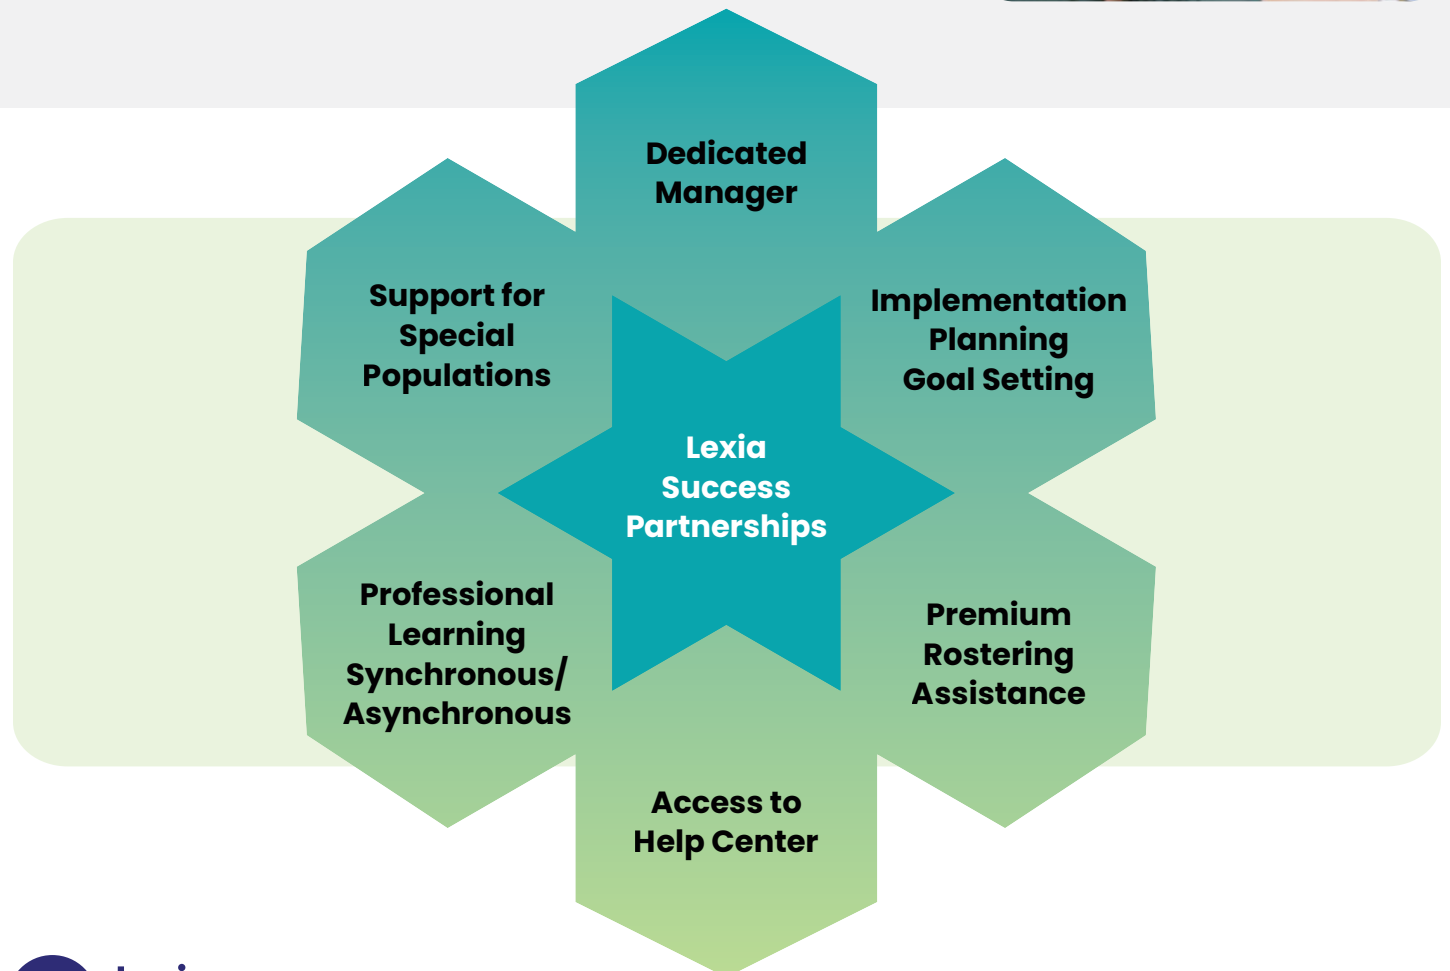 Dedicated
Manager
Support for
Special
Populations
Implementation
Planning
Goal Setting
Lexia
Success
Partnerships
Professional
Learning
Synchronous/
Asynchronous
Premium
Rostering
Assistance
Access to
Help Center